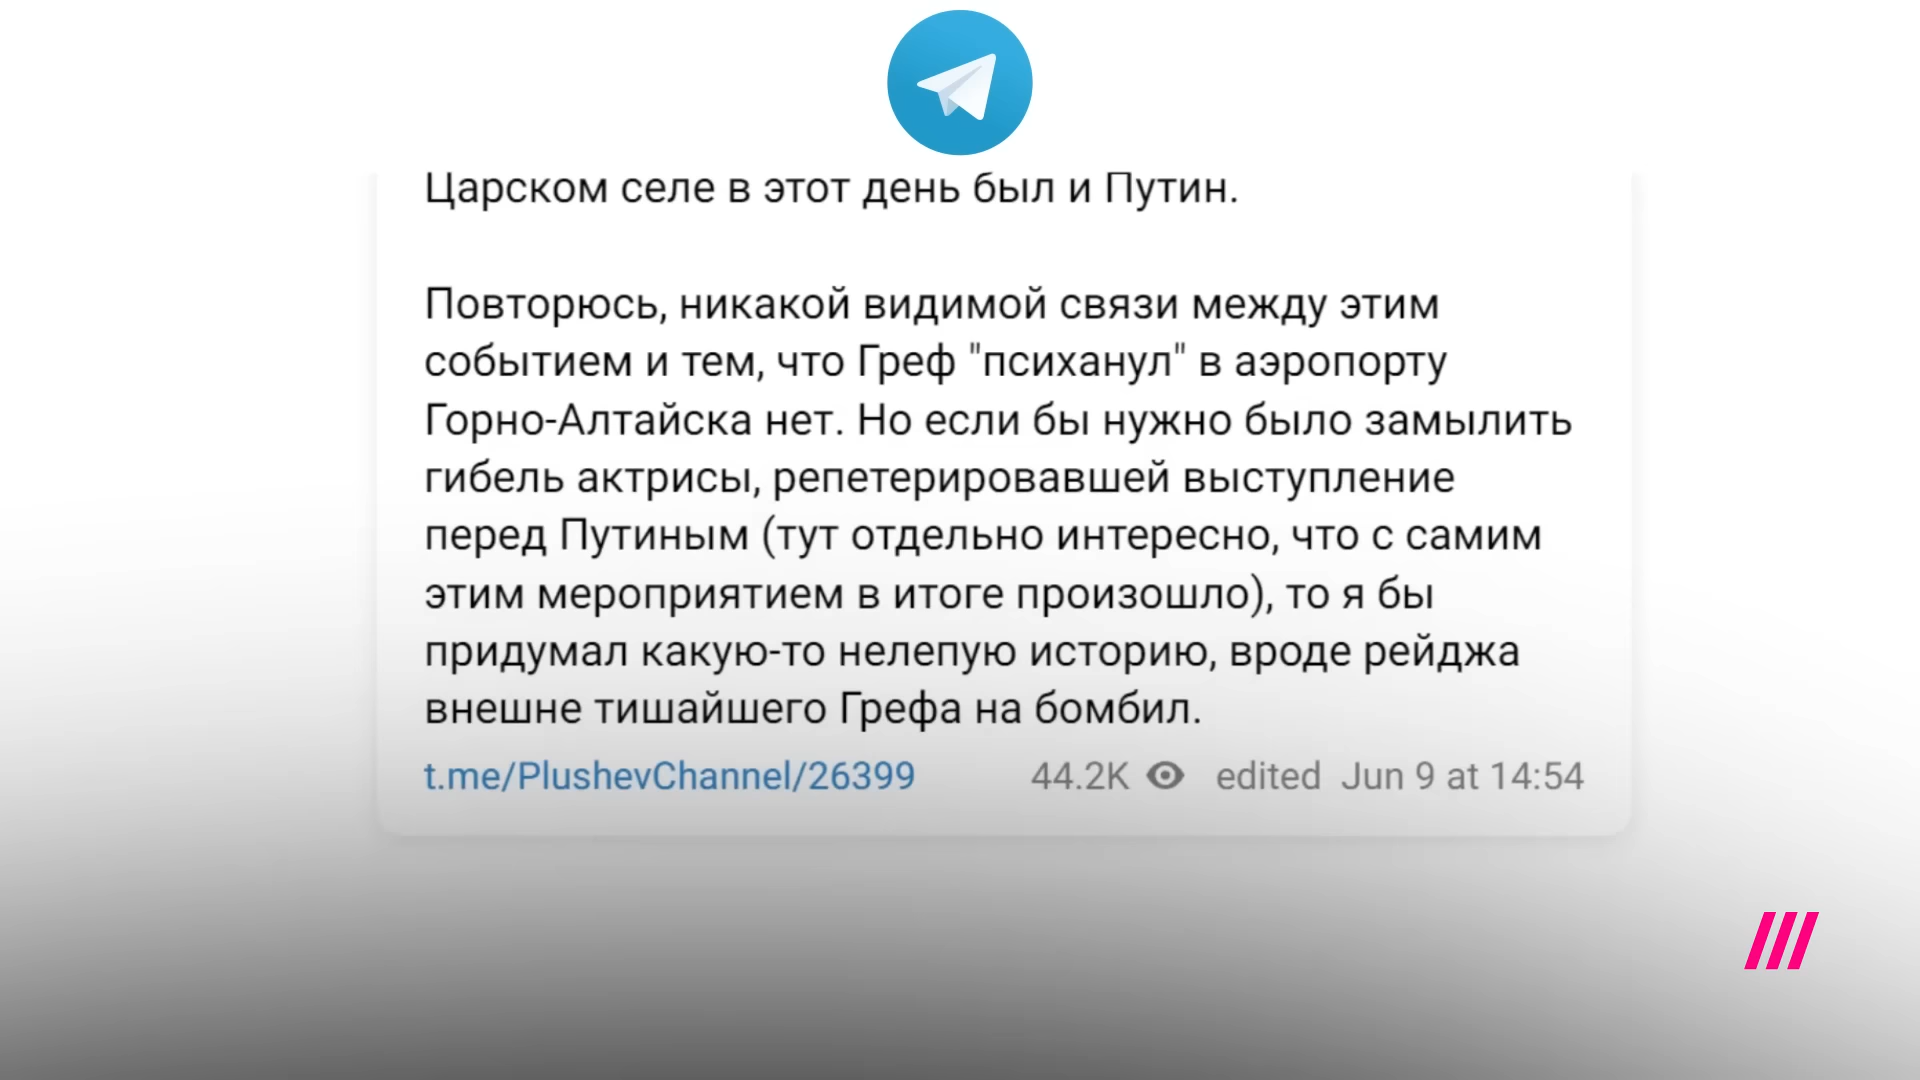 Царском селе в этот день был и Путин.
Повторюсь, никакой видимой связи между этим
событием и тем, что Греф "психанул" в аэропорту
Горно-Алтайска нет. Но если бы нужно было замылить
гибель актрисы, репетерировавшей выступление
перед Путиным (тут отдельно интересно, что с самим
этим мероприятием в итоге произошло), то я бы
придумал какую-то нелепую историю, вроде рейджа
внешне тишайшего Грефа на бомбил.
t.me/PlushevChannel/26399 44.2K edited Jun 9 at 14:54